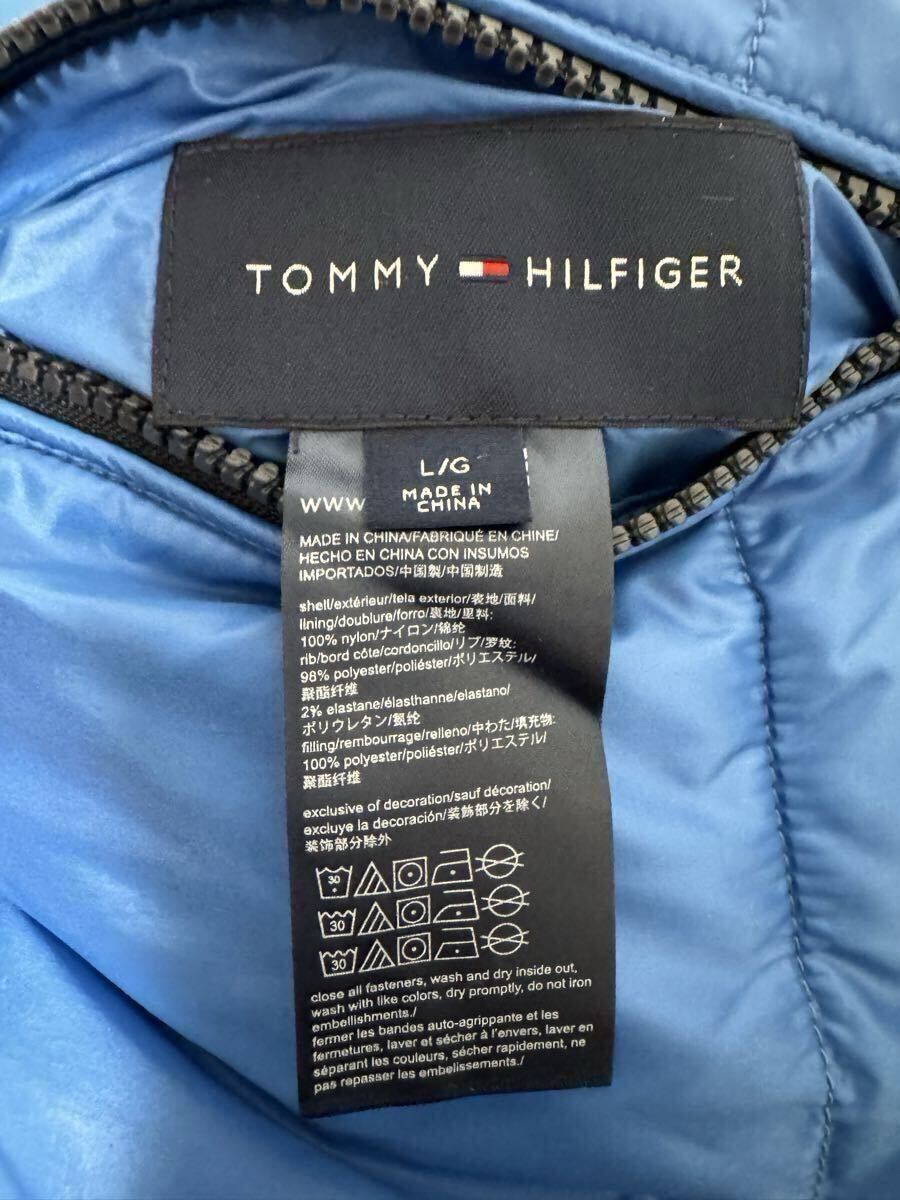 TOMMY HILFIGER
L/G
MADE IN
CHINA
www
MADE IN CHINA/FABRIQUÉ EN CHINE/
HECHO EN CHINA CON INSUMOS
IMPORTADOS/中国製/中国制造
shell/extérieur/tela exterior/表地/面料/
lining/doublure/forro/裏地/里料:
100% nylon/ナイロン/锦纶
rib/bord côte/cordoncillo/リブ/罗纹:
98% polyester/poliéster/ポリエステル/
聚酯纤维
2% elastane/élasthanne/elastano/
ポリウレタン/氨纶
filling/rembourrage/relleno/中わた/填充物:
100% polyester/poliéster/ポリエステル/
聚酯纤维
exclusive of decoration/sauf décoration/
excluye la decoración/装飾部分を除く/
装饰部分除外
30
30
30
close all fasteners, wash and dry inside out,
wash with like colors, dry promptly, do not iron
embellishments./
fermer les bandes auto-agrippante et les
fermetures, laver et sécher à l'envers, laver en
séparant les couleurs, sécher rapidement, ne
pas repasser les embelissements./